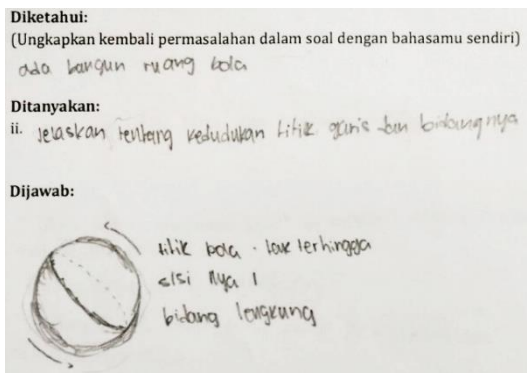 Diketahui:
(Ungkapkan kembali permasalahan dalam soal dengan bahasamu sendiri)
ada bangun ruang bola
Ditanyakan:
ii. Jelaskan tentang kedudukan titik garis dan bidangnya
Dijawab:
titik bola · tak terhingga
sisi nya 1
bidang lengkung